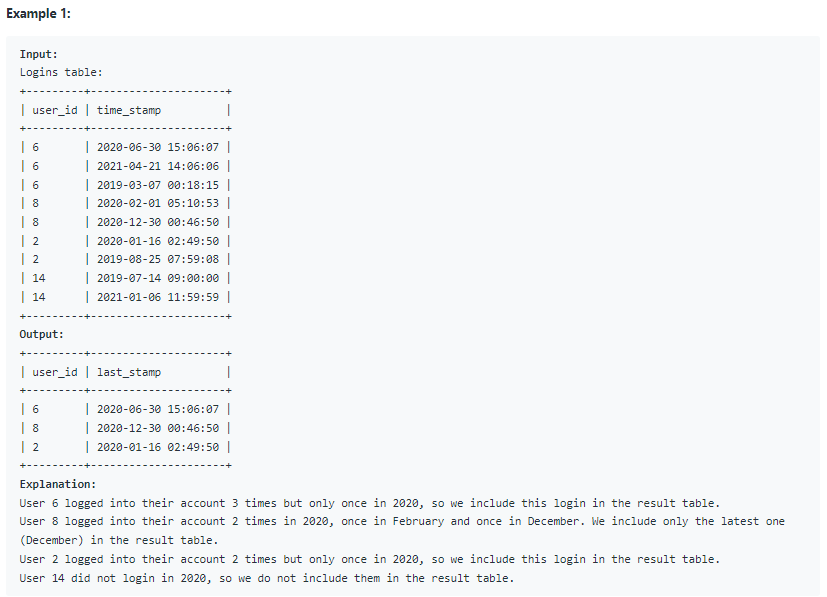 Example 1:
Input:
Logins table:
+---------+---------------------+
| user_id | time_stamp          |
+---------+---------------------+
| 6       | 2020-06-30 15:06:07 |
| 6       | 2021-04-21 14:06:06 |
| 6       | 2019-03-07 00:18:15 |
| 8       | 2020-02-01 05:10:53 |
| 8       | 2020-12-30 00:46:50 |
| 2       | 2020-01-16 02:49:50 |
| 2       | 2019-08-25 07:59:08 |
| 14      | 2019-07-14 09:00:00 |
| 14      | 2021-01-06 11:59:59 |
+---------+---------------------+
Output:
+---------+---------------------+
| user_id | last_stamp          |
+---------+---------------------+
| 6       | 2020-06-30 15:06:07 |
| 8       | 2020-12-30 00:46:50 |
| 2       | 2020-01-16 02:49:50 |
+---------+---------------------+
Explanation:
User 6 logged into their account 3 times but only once in 2020, so we include this login in the result table.
User 8 logged into their account 2 times in 2020, once in February and once in December. We include only the latest one
(December) in the result table.
User 2 logged into their account 2 times but only once in 2020, so we include this login in the result table.
User 14 did not login in 2020, so we do not include them in the result table.